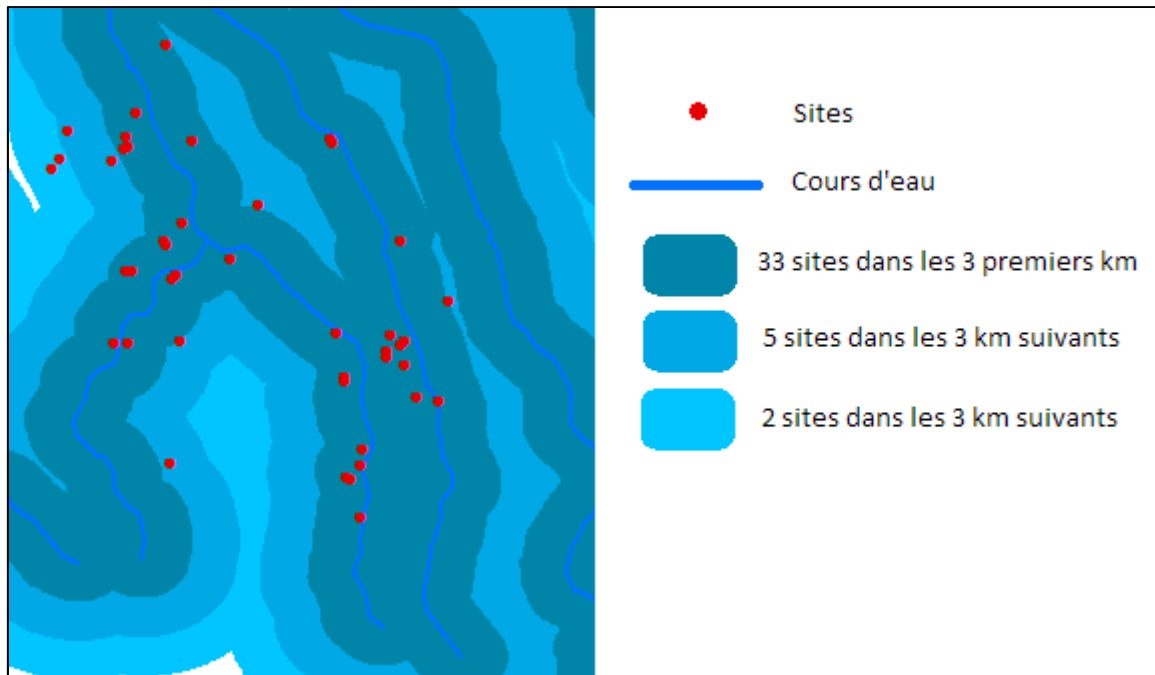 Sites
Cours d'eau
33 sites dans les 3 premiers km
5 sites dans les 3 km suivants
2 sites dans les 3 km suivants